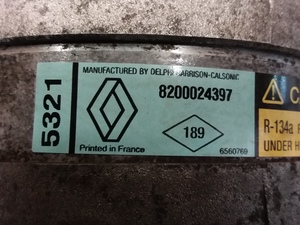 MANUFACTURED BY DELPHI HARRISON-CALSONIC
5321
8200024397
189
Printed in France
6560769
C
R-134a
UNDER H